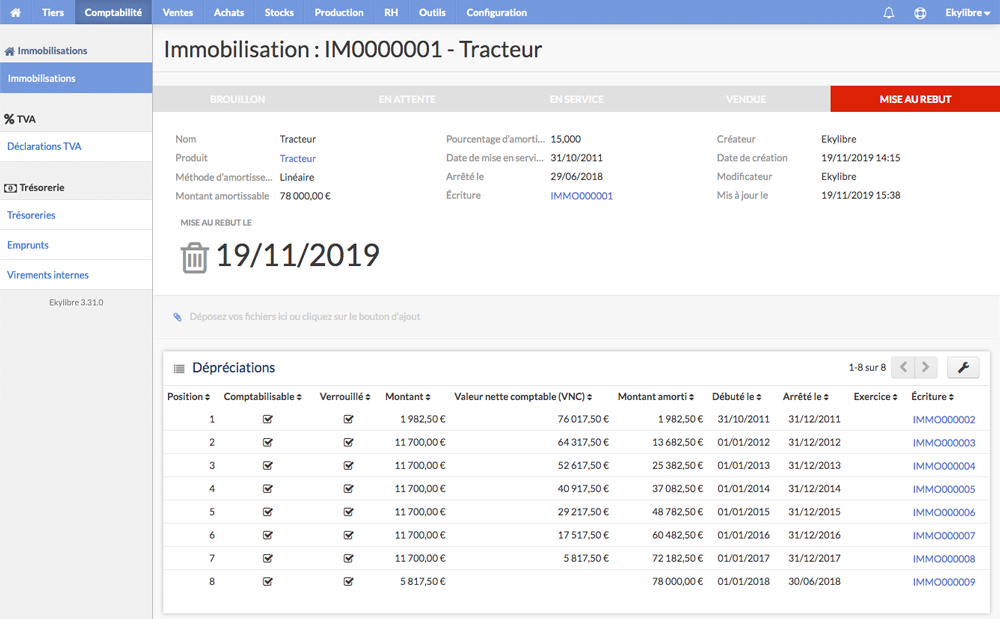 Tiers Comptabilité Ventes Achats Stocks Production RH Outils Configuration Ekylibre
Immobilisations
Immobilisations
TVA
Déclarations TVA
Trésorerie
Trésoreries
Emprunts
Virements internes
Ekylibre 3.31.0
Immobilisation : IM0000001 - Tracteur
BROUILLON EN ATTENTE EN SERVICE VENDUE MISE AU REBUT
Nom Tracteur Pourcentage d'amorti... 15,000 Créateur Ekylibre
Produit Tracteur Date de mise en servi... 31/10/2011 Date de création 19/11/2019 14:15
Méthode d'amortisse... Linéaire Arrêté le 29/06/2018 Modificateur Ekylibre
Montant amortissable 78 000,00 € Écriture IMMO000001 Mis à jour le 19/11/2019 15:38
MISE AU REBUT LE
19/11/2019
Déposez vos fichiers ici ou cliquez sur le bouton d'ajout
Dépréciations 1-8 sur 8
Position Comptabilisable Verrouillé Montant Valeur nette comptable (VNC) Montant amorti Débuté le Arrêté le Exercice Écriture
1 1 982,50 € 76 017,50 € 1 982,50 € 31/10/2011 31/12/2011 IMMO000002
2 11 700,00 € 64 317,50 € 13 682,50 € 01/01/2012 31/12/2012 IMMO000003
3 11 700,00 € 52 617,50 € 25 382,50 € 01/01/2013 31/12/2013 IMMO000004
4 11 700,00 € 40 917,50 € 37 082,50 € 01/01/2014 31/12/2014 IMMO000005
5 11 700,00 € 29 217,50 € 48 782,50 € 01/01/2015 31/12/2015 IMMO000006
6 11 700,00 € 17 517,50 € 60 482,50 € 01/01/2016 31/12/2016 IMMO000007
7 11 700,00 € 5 817,50 € 72 182,50 € 01/01/2017 31/12/2017 IMMO000008
8 5 817,50 € 78 000,00 € 01/01/2018 30/06/2018 IMMO000009